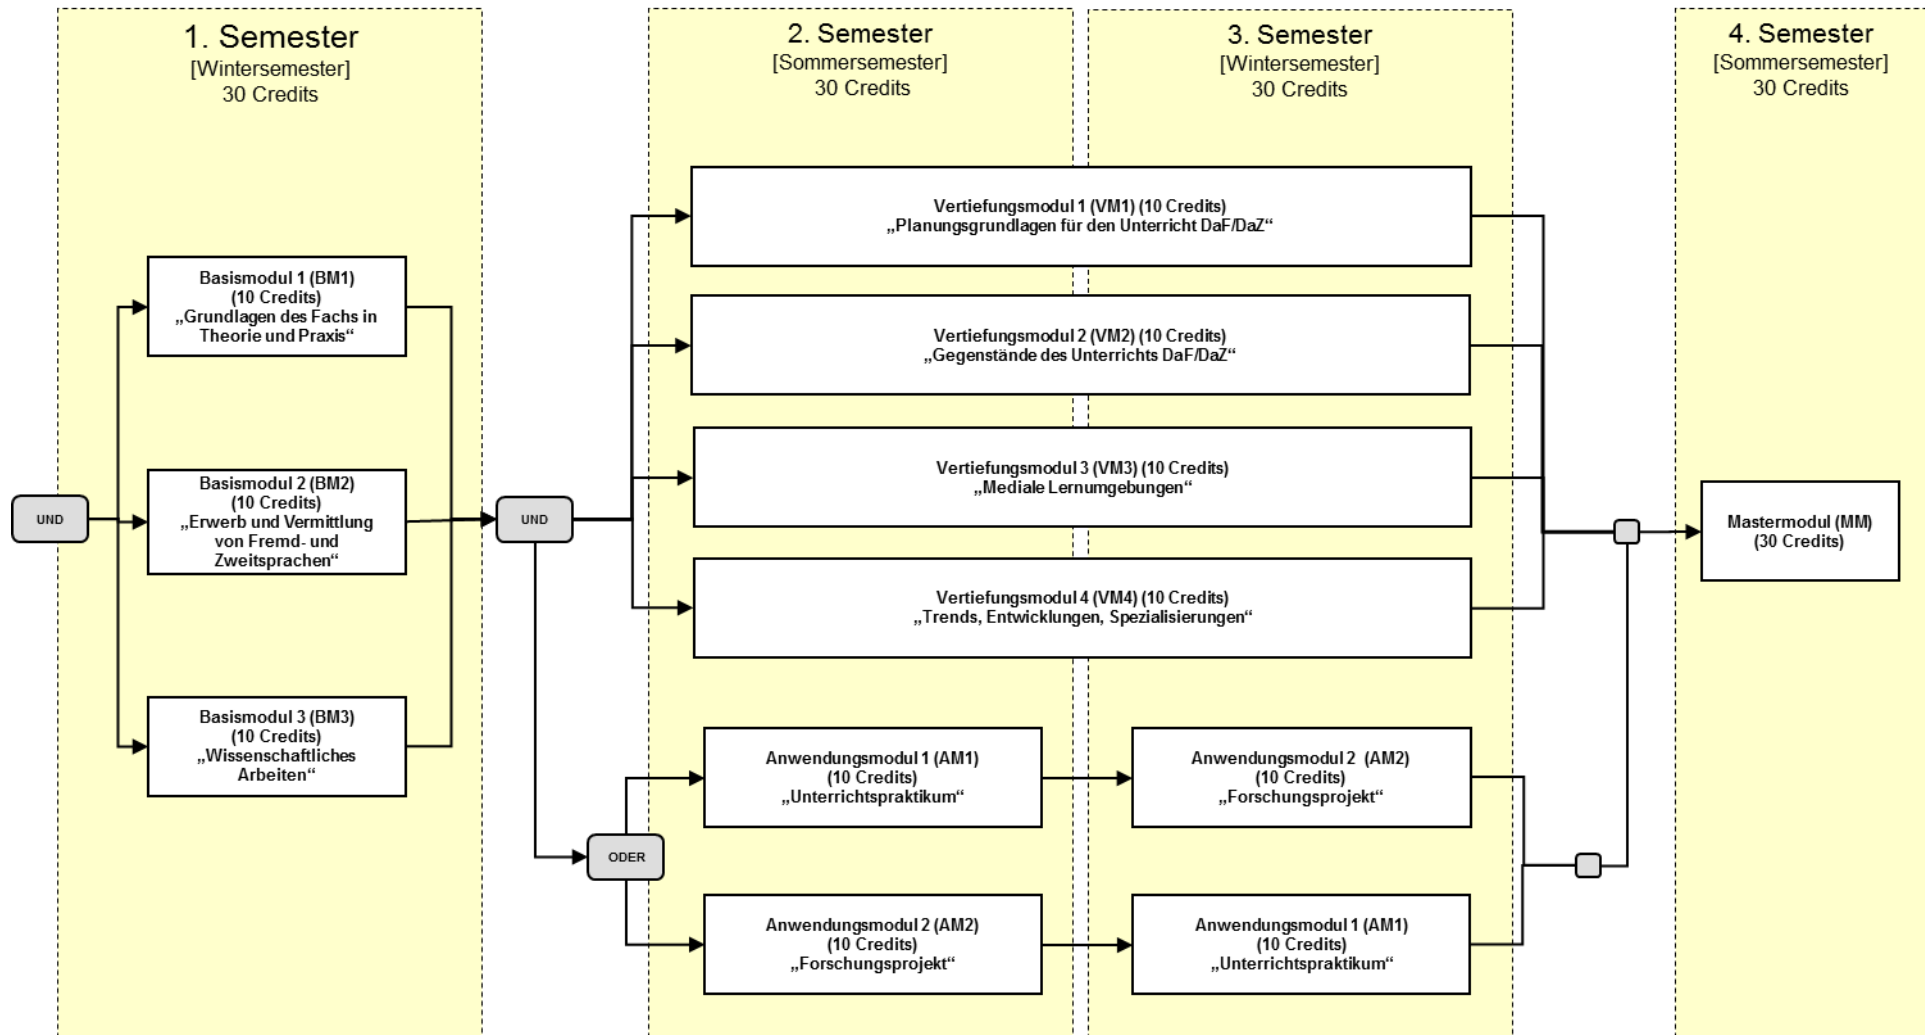 1. Semester
[Wintersemester]
30 Credits
2. Semester
[Sommersemester]
30 Credits
3. Semester
[Wintersemester]
30 Credits
4. Semester
[Sommersemester]
30 Credits
UND
Basismodul 1 (BM1)
(10 Credits)
„Grundlagen des Fachs in
Theorie und Praxis“
Basismodul 2 (BM2)
(10 Credits)
„Erwerb und Vermittlung
von Fremd- und
Zweitsprachen“
Basismodul 3 (BM3)
(10 Credits)
„Wissenschaftliches
Arbeiten“
UND
Vertiefungsmodul 1 (VM1) (10 Credits)
„Planungsgrundlagen für den Unterricht DaF/DaZ“
Vertiefungsmodul 2 (VM2) (10 Credits)
„Gegenstände des Unterrichts DaF/DaZ“
Vertiefungsmodul 3 (VM3) (10 Credits)
„Mediale Lernumgebungen“
Vertiefungsmodul 4 (VM4) (10 Credits)
„Trends, Entwicklungen, Spezialisierungen“
ODER
Anwendungsmodul 1 (AM1)
(10 Credits)
„Unterrichtspraktikum“
Anwendungsmodul 2 (AM2)
(10 Credits)
„Forschungsprojekt“
Anwendungsmodul 2 (AM2)
(10 Credits)
„Forschungsprojekt“
Anwendungsmodul 1 (AM1)
(10 Credits)
„Unterrichtspraktikum“
Mastermodul (MM)
(30 Credits)